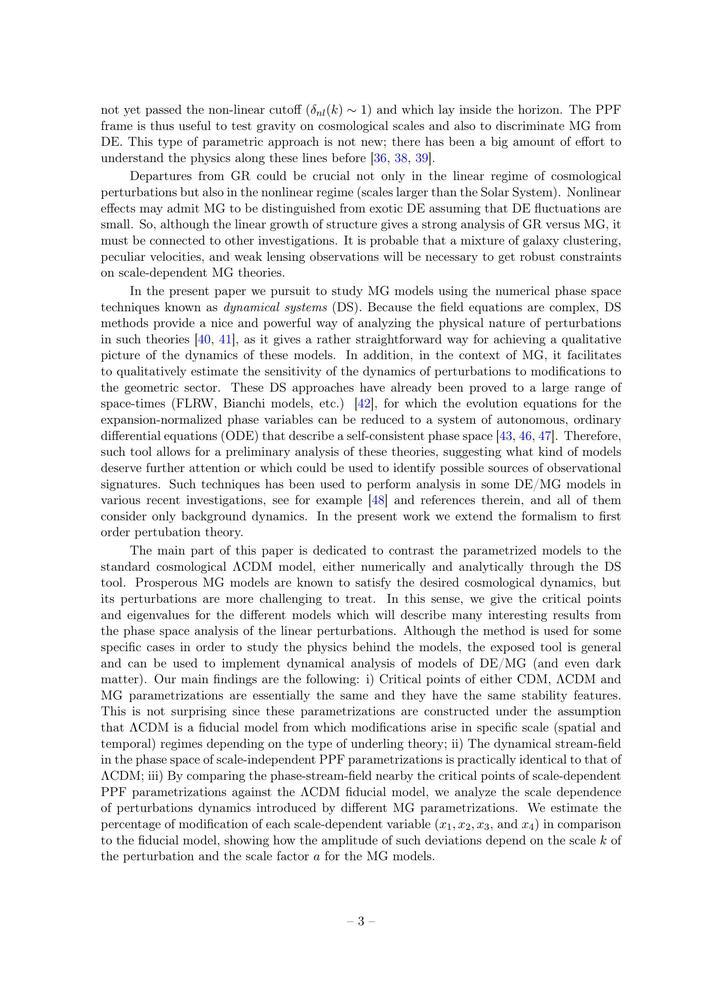 not yet passed the non-linear cutoff (δnl(k) ∼ 1) and which lay inside the horizon. The PPF
frame is thus useful to test gravity on cosmological scales and also to discriminate MG from
DE. This type of parametric approach is not new; there has been a big amount of effort to
understand the physics along these lines before [36, 38, 39].
Departures from GR could be crucial not only in the linear regime of cosmological
perturbations but also in the nonlinear regime (scales larger than the Solar System). Nonlinear
effects may admit MG to be distinguished from exotic DE assuming that DE fluctuations are
small. So, although the linear growth of structure gives a strong analysis of GR versus MG, it
must be connected to other investigations. It is probable that a mixture of galaxy clustering,
peculiar velocities, and weak lensing observations will be necessary to get robust constraints
on scale-dependent MG theories.
In the present paper we pursuit to study MG models using the numerical phase space
techniques known as dynamical systems (DS). Because the field equations are complex, DS
methods provide a nice and powerful way of analyzing the physical nature of perturbations
in such theories [40, 41], as it gives a rather straightforward way for achieving a qualitative
picture of the dynamics of these models. In addition, in the context of MG, it facilitates
to qualitatively estimate the sensitivity of the dynamics of perturbations to modifications to
the geometric sector. These DS approaches have already been proved to a large range of
space-times (FLRW, Bianchi models, etc.) [42], for which the evolution equations for the
expansion-normalized phase variables can be reduced to a system of autonomous, ordinary
differential equations (ODE) that describe a self-consistent phase space [43, 46, 47]. Therefore,
such tool allows for a preliminary analysis of these theories, suggesting what kind of models
deserve further attention or which could be used to identify possible sources of observational
signatures. Such techniques has been used to perform analysis in some DE/MG models in
various recent investigations, see for example [48] and references therein, and all of them
consider only background dynamics. In the present work we extend the formalism to first
order pertubation theory.
The main part of this paper is dedicated to contrast the parametrized models to the
standard cosmological ΛCDM model, either numerically and analytically through the DS
tool. Prosperous MG models are known to satisfy the desired cosmological dynamics, but
its perturbations are more challenging to treat. In this sense, we give the critical points
and eigenvalues for the different models which will describe many interesting results from
the phase space analysis of the linear perturbations. Although the method is used for some
specific cases in order to study the physics behind the models, the exposed tool is general
and can be used to implement dynamical analysis of models of DE/MG (and even dark
matter). Our main findings are the following: i) Critical points of either CDM, ΛCDM and
MG parametrizations are essentially the same and they have the same stability features.
This is not surprising since these parametrizations are constructed under the assumption
that ΛCDM is a fiducial model from which modifications arise in specific scale (spatial and
temporal) regimes depending on the type of underling theory; ii) The dynamical stream-field
in the phase space of scale-independent PPF parametrizations is practically identical to that of
ΛCDM; iii) By comparing the phase-stream-field nearby the critical points of scale-dependent
PPF parametrizations against the ΛCDM fiducial model, we analyze the scale dependence
of perturbations dynamics introduced by different MG parametrizations. We estimate the
percentage of modification of each scale-dependent variable (x1, x2, x3, and x4) in comparison
to the fiducial model, showing how the amplitude of such deviations depend on the scale k of
the perturbation and the scale factor a for the MG models.
– 3 –